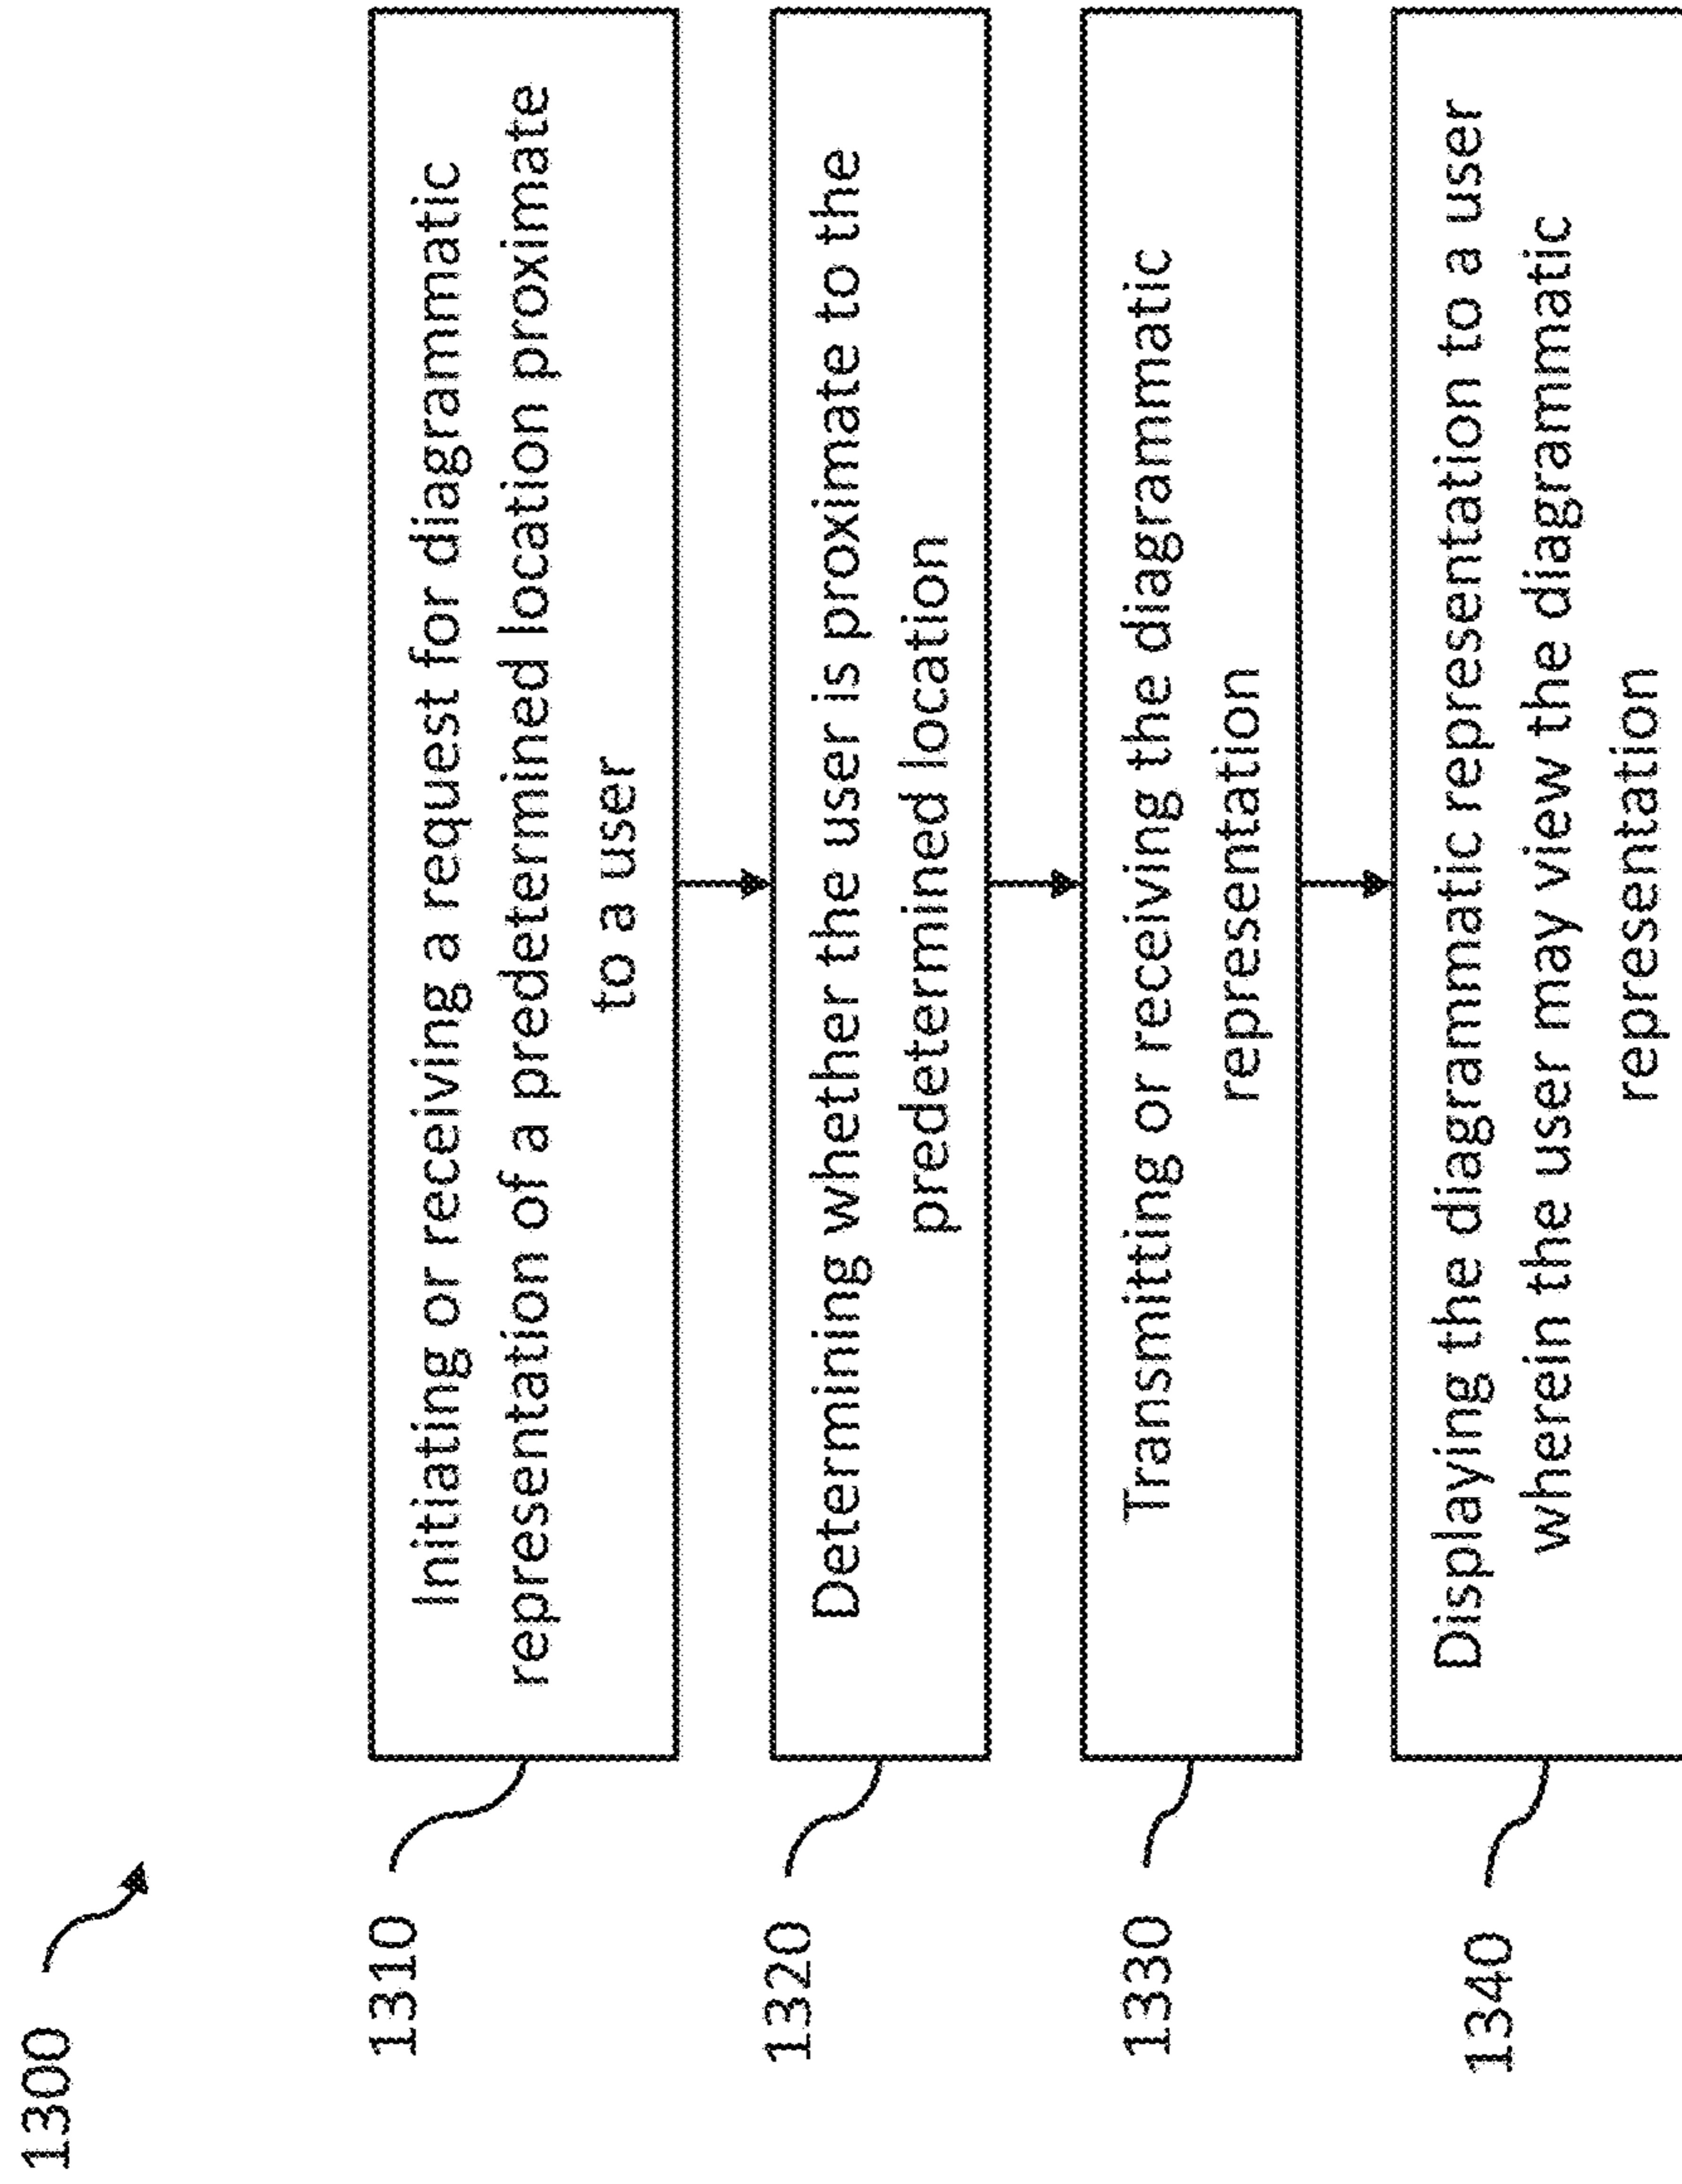 1300
1310
Initiating or receiving a request for diagrammatic
representation of a predetermined location proximate
to a user
1320
Determining whether the user is proximate to the
predetermined location
1330
Transmitting or receiving the diagrammatic
representation
1340
Displaying the diagrammatic representation to a user
wherein the user may view the diagrammatic
representation